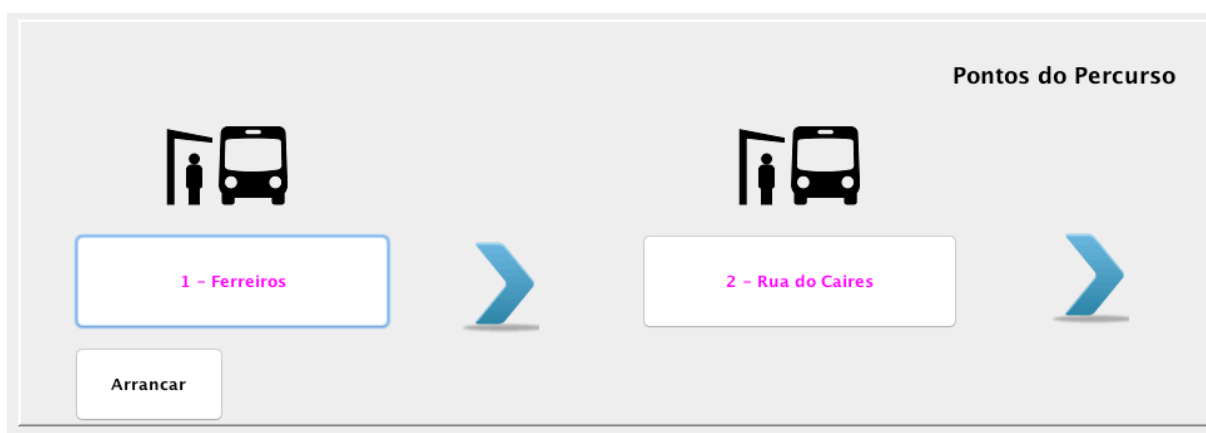 Pontos do Percurso
1 – Ferreiros
2 – Rua do Caires
Arrancar